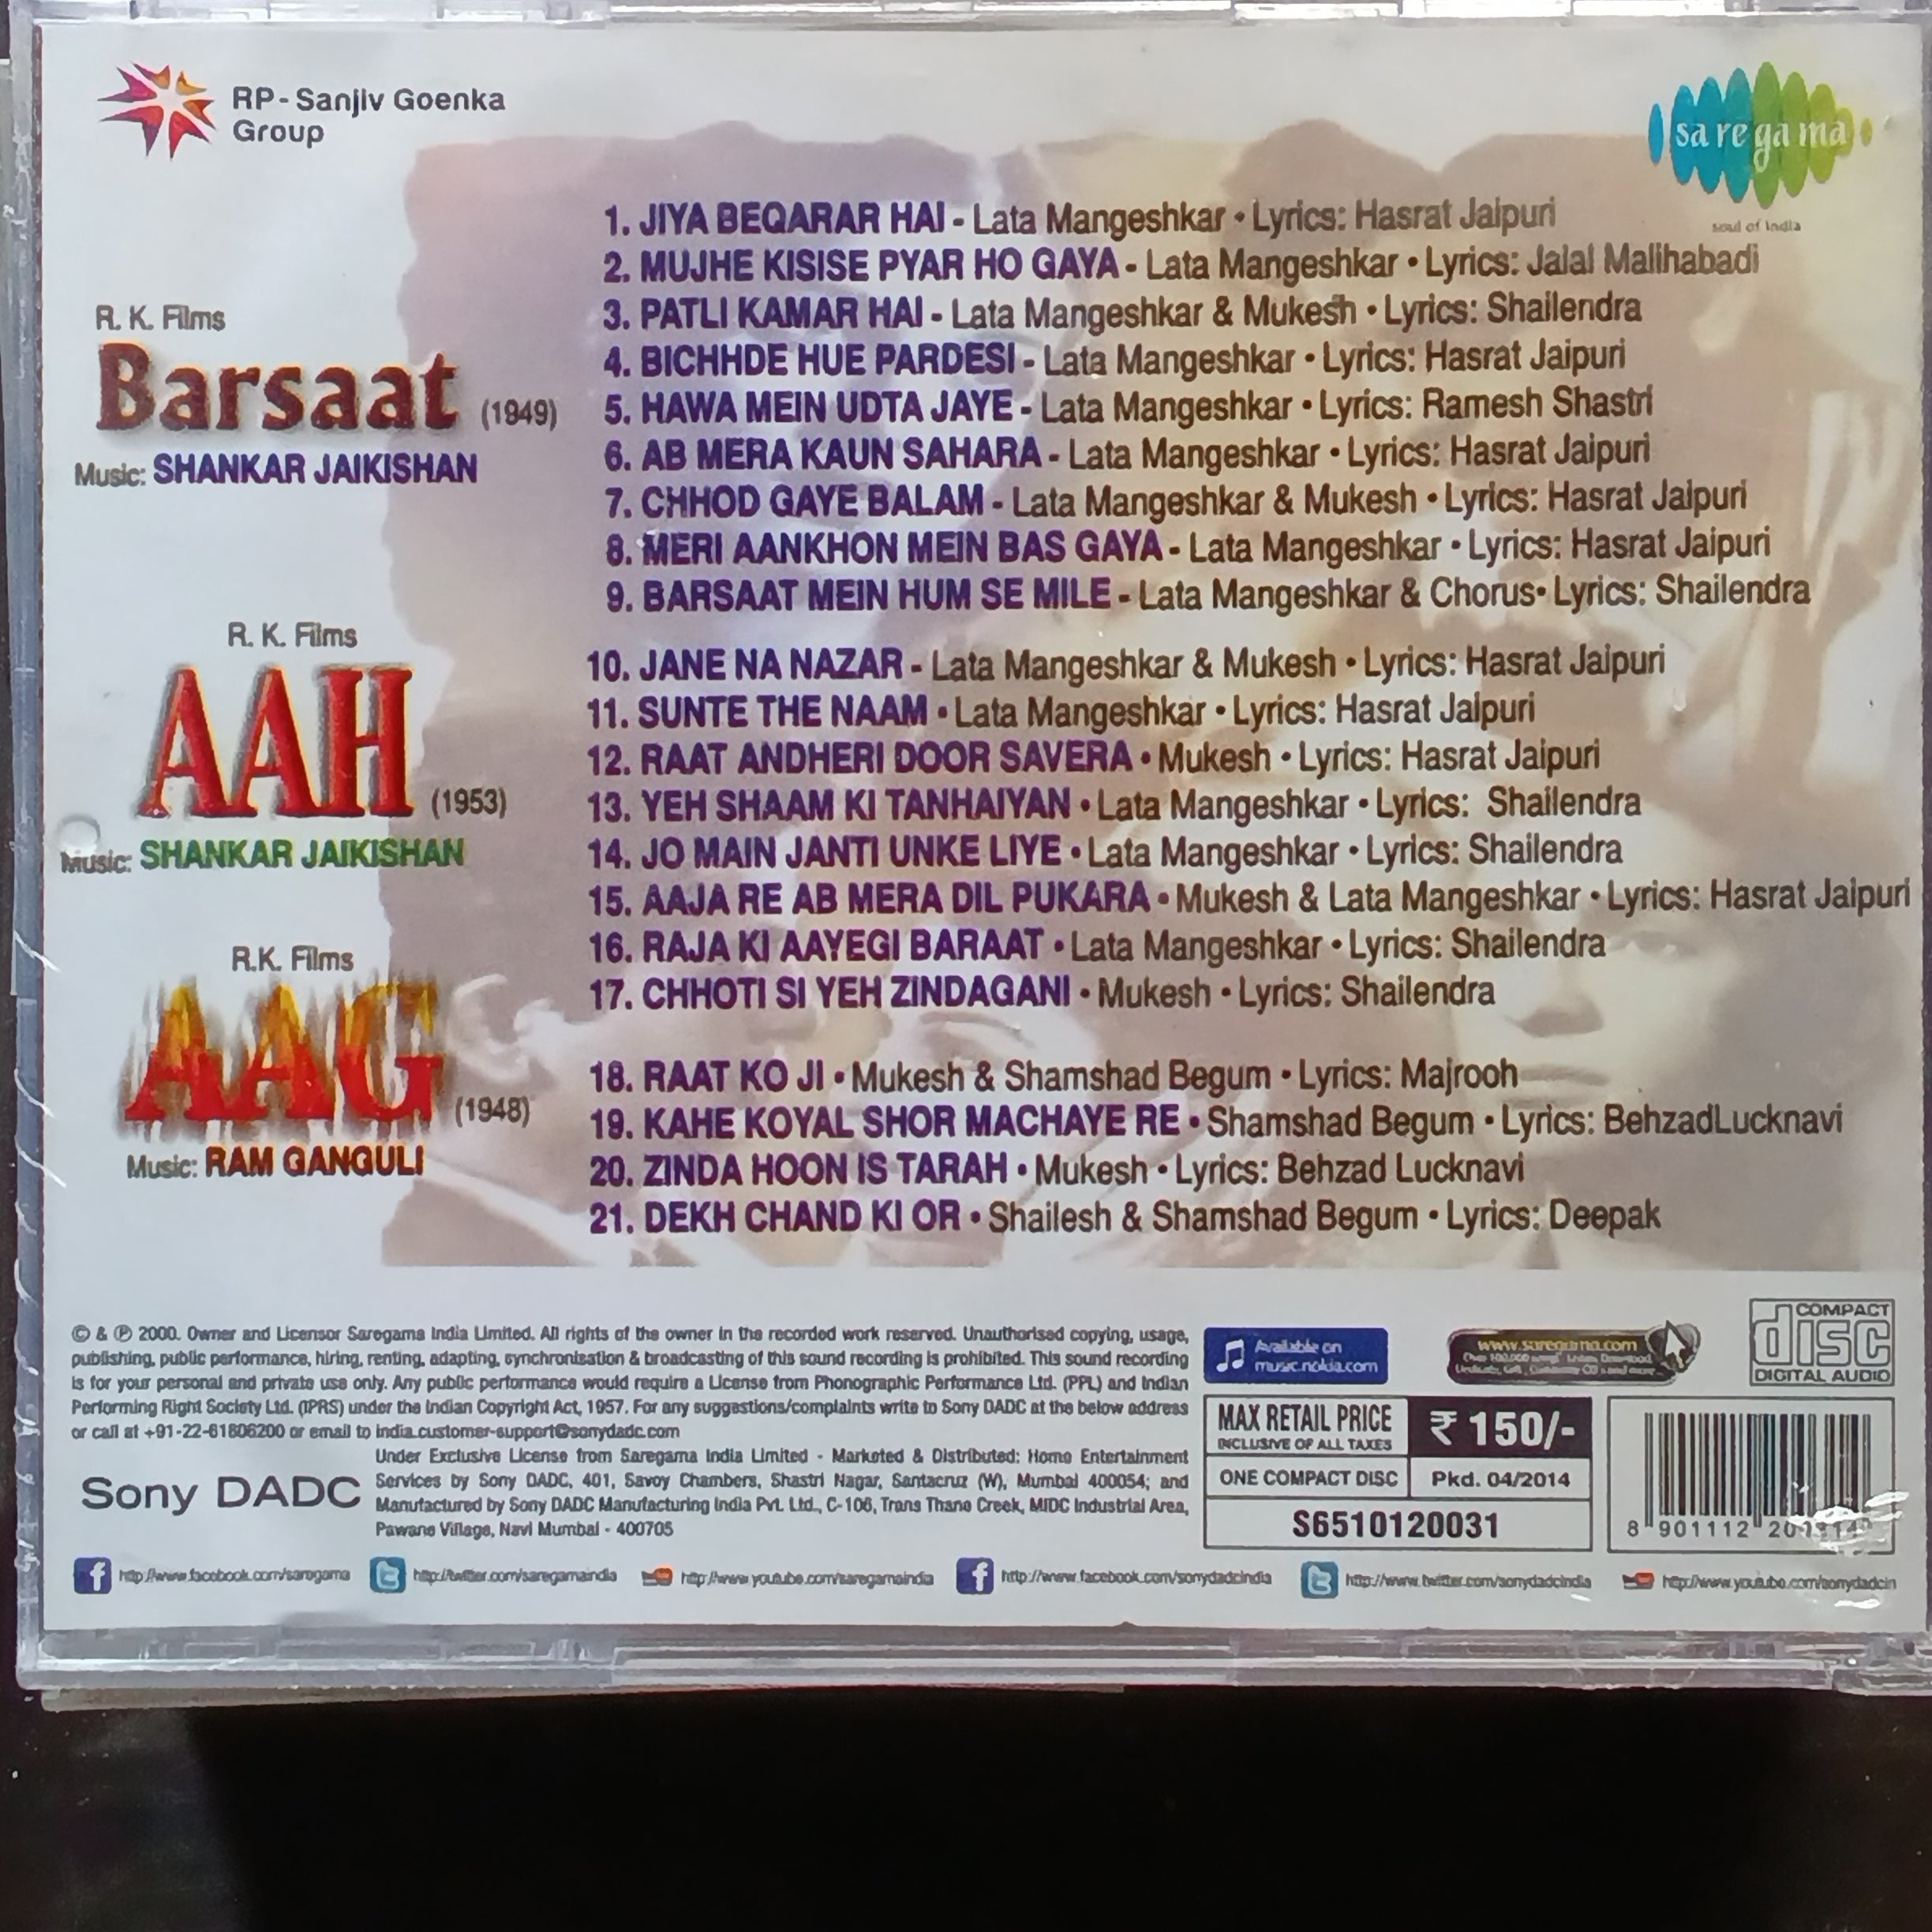 RP - Sanjiv Goenka
Group
sa re ga ma
soul of India
R. K. Films
Barsaat (1949)
Music: SHANKAR JAIKISHAN
1. JIYA BEQARAR HAI - Lata Mangeshkar • Lyrics: Hasrat Jaipuri
2. MUJHE KISISE PYAR HO GAYA - Lata Mangeshkar • Lyrics: Jalal Malihabadi
3. PATLI KAMAR HAI - Lata Mangeshkar & Mukesh • Lyrics: Shailendra
4. BICHHDE HUE PARDESI - Lata Mangeshkar • Lyrics: Hasrat Jaipuri
5. HAWA MEIN UDTA JAYE - Lata Mangeshkar • Lyrics: Ramesh Shastri
6. AB MERA KAUN SAHARA - Lata Mangeshkar • Lyrics: Hasrat Jaipuri
7. CHHOD GAYE BALAM - Lata Mangeshkar & Mukesh • Lyrics: Hasrat Jaipuri
8. MERI AANKHON MEIN BAS GAYA - Lata Mangeshkar • Lyrics: Hasrat Jaipuri
9. BARSAAT MEIN HUM SE MILE - Lata Mangeshkar & Chorus• Lyrics: Shailendra
R. K. Films
AAH (1953)
Music: SHANKAR JAIKISHAN
10. JANE NA NAZAR - Lata Mangeshkar & Mukesh • Lyrics: Hasrat Jaipuri
11. SUNTE THE NAAM • Lata Mangeshkar • Lyrics: Hasrat Jaipuri
12. RAAT ANDHERI DOOR SAVERA • Mukesh • Lyrics: Hasrat Jaipuri
13. YEH SHAAM KI TANHAIYAN • Lata Mangeshkar • Lyrics: Shailendra
14. JO MAIN JANTI UNKE LIYE • Lata Mangeshkar • Lyrics: Shailendra
15. AAJA RE AB MERA DIL PUKARA • Mukesh & Lata Mangeshkar • Lyrics: Hasrat Jaipuri
16. RAJA KI AAYEGI BARAAT • Lata Mangeshkar • Lyrics: Shailendra
17. CHHOTI SI YEH ZINDAGANI • Mukesh • Lyrics: Shailendra
R.K. Films
AAG (1948)
Music: RAM GANGULI
18. RAAT KO JI • Mukesh & Shamshad Begum • Lyrics: Majrooh
19. KAHE KOYAL SHOR MACHAYE RE • Shamshad Begum • Lyrics: BehzadLucknavi
20. ZINDA HOON IS TARAH • Mukesh • Lyrics: Behzad Lucknavi
21. DEKH CHAND KI OR • Shailesh & Shamshad Begum • Lyrics: Deepak
© & ℗ 2000. Owner and Licensor Saregama India Limited. All rights of the owner in the recorded work reserved. Unauthorised copying, usage,
publishing, public performance, hiring, renting, adapting, synchronisation & broadcasting of this sound recording is prohibited. This sound recording
is for your personal and private use only. Any public performance would require a License from Phonographic Performance Ltd. (PPL) and Indian
Performing Right Society Ltd. (IPRS) under the Indian Copyright Act, 1957. For any suggestions/complaints write to Sony DADC at the below address
or call at +91-22-61806200 or email to india.customer-support@sonydadc.com
Sony DADC
Under Exclusive License from Saregama India Limited - Marketed & Distributed: Home Entertainment
Services by Sony DADC, 401, Savoy Chambers, Shastri Nagar, Santacruz (W), Mumbai 400054; and
Manufactured by Sony DADC Manufacturing India Pvt. Ltd., C-106, Trans Thane Creek, MIDC Industrial Area,
Pawane Village, Navi Mumbai - 400705
Available on
music.nokia.com
www.saregama.com
COMPACT
disc
DIGITAL AUDIO
MAX RETAIL PRICE
INCLUSIVE OF ALL TAXES
₹ 150/-
ONE COMPACT DISC
Pkd. 04/2014
S6510120031
8 901112
http://www.facebook.com/saregama
http://twitter.com/saregamaindia
http://www.youtube.com/saregamaindia
http://www.facebook.com/sonydadcindia
http://www.twitter.com/sonydadcindia
http://www.youtube.com/sonydadcin